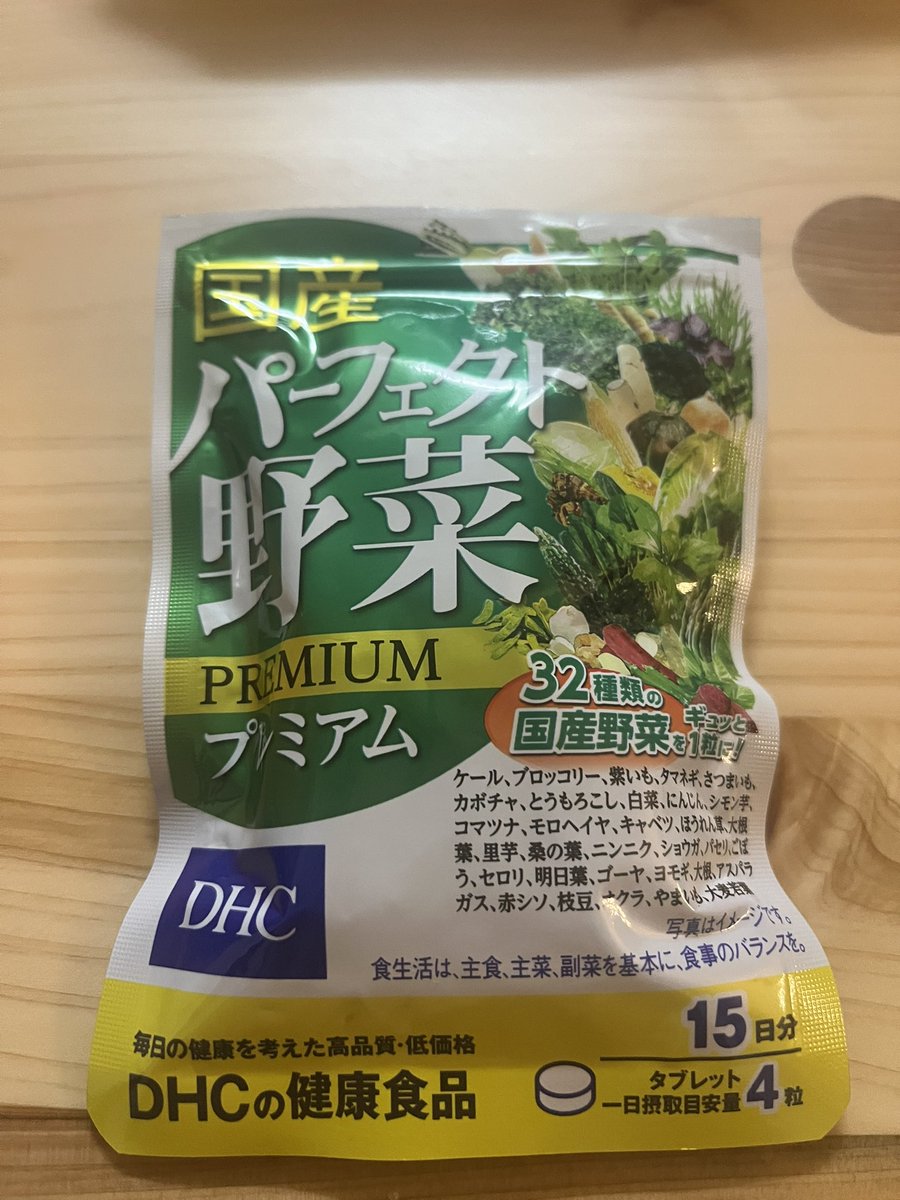 国産
パーフェクト
野菜
PREMIUM
プレミアム
32種類の
国産野菜をギュッと1粒に!
ケール、ブロッコリー、紫いも、タマネギ、さつまいも、
カボチャ、とうもろこし、白菜、にんじん、シモン芋、
コマツナ、モロヘイヤ、キャベツ、ほうれん草、大根
葉、里芋、桑の葉、ニンニク、ショウガ、パセリ、ごぼ
う、セロリ、明日葉、ゴーヤ、ヨモギ、大根、アスパラ
ガス、赤シソ、枝豆、オクラ、やまいも、大麦若葉
写真はイメージです。
DHC
食生活は、主食、主菜、副菜を基本に、食事のバランスを。
15日分
毎日の健康を考えた高品質・低価格
DHCの健康食品
タブレット
一日摂取目安量4粒